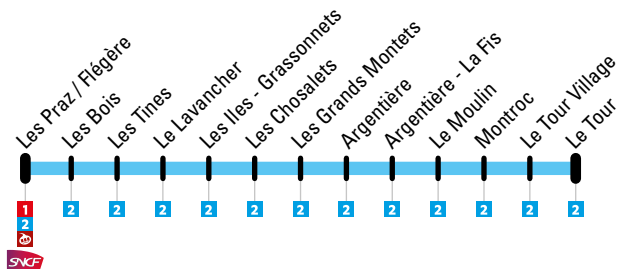 Les Praz / Flégère
Les Bois
Les Tines
Le Lavancher
Les Iles - Grassonnets
Les Chosalets
Les Grands Montets
Argentière
Argentière - La Fis
Le Moulin
Montroc
Le Tour Village
Le Tour
1
2
2
2
2
2
2
2
2
2
2
2
2
2
SNCF